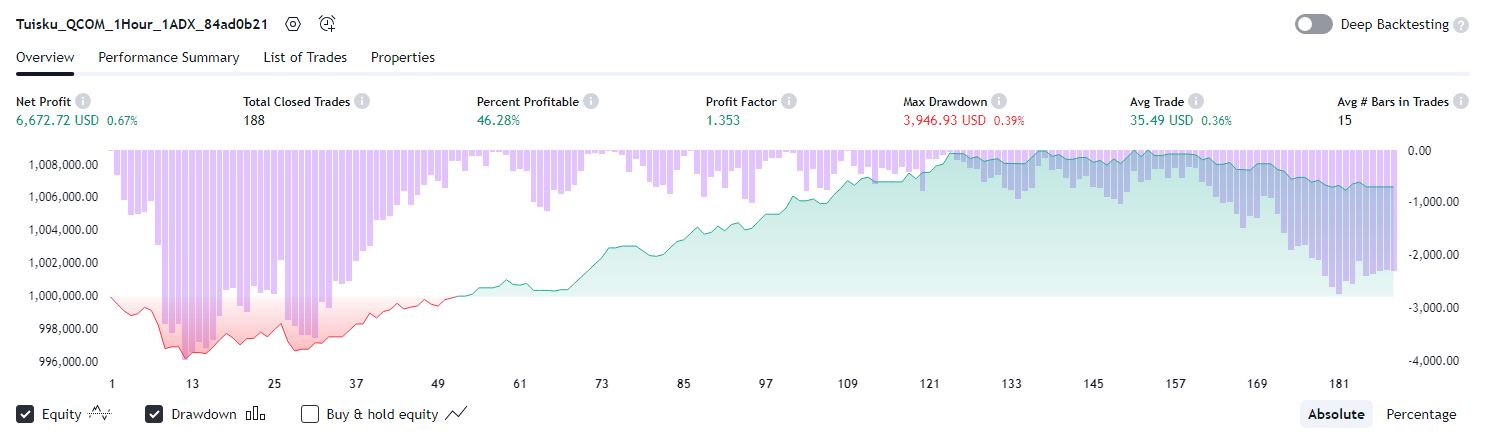 Tuisku_QCOM_1Hour_1ADX_84ad0b21 Deep Backtesting ?
Overview Performance Summary List of Trades Properties
Net Profit i Total Closed Trades i Percent Profitable i Profit Factor i Max Drawdown i Avg Trade i Avg # Bars in Trades i
6,672.72 USD 0.67% 188 46.28% 1.353 3,946.93 USD 0.39% 35.49 USD 0.36% 15
1,008,000.00 0.00
1,006,000.00 -1,000.00
1,004,000.00
1,002,000.00 -2,000.00
1,000,000.00
998,000.00 -3,000.00
996,000.00 -4,000.00
1 13 25 37 49 61 73 85 97 109 121 133 145 157 169 181
Equity Drawdown Buy & hold equity Absolute Percentage